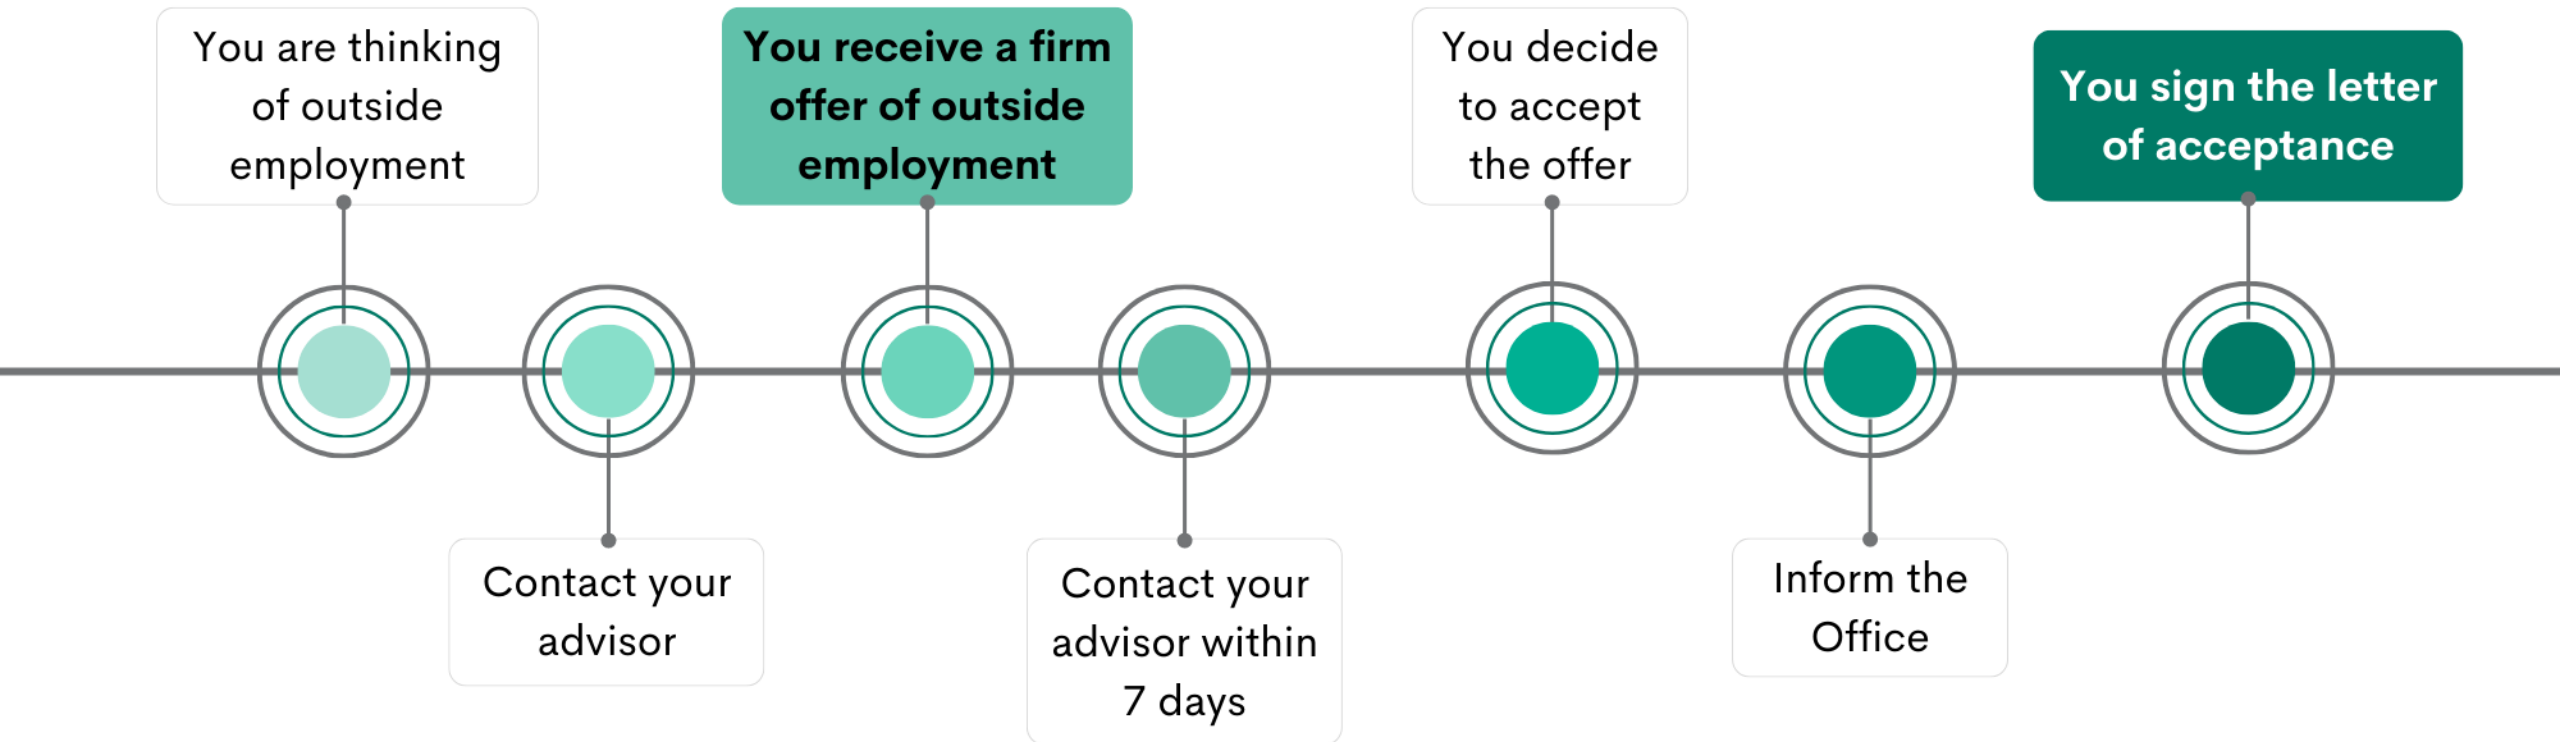 You are thinking
of outside
employment
Contact your
advisor
You receive a firm
offer of outside
employment
Contact your
advisor within
7 days
You decide
to accept
the offer
Inform the
Office
You sign the letter
of acceptance